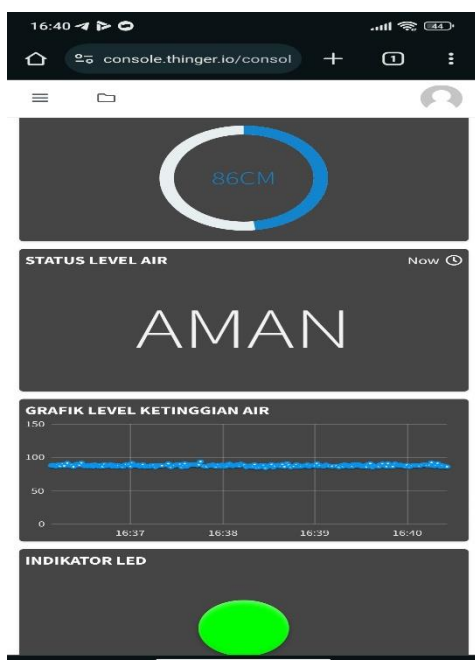 16:40 44
console.thinger.io/consol 1
86CM
STATUS LEVEL AIR Now
AMAN
GRAFIK LEVEL KETINGGIAN AIR
150
100
50
0
16:37 16:38 16:39 16:40
INDIKATOR LED